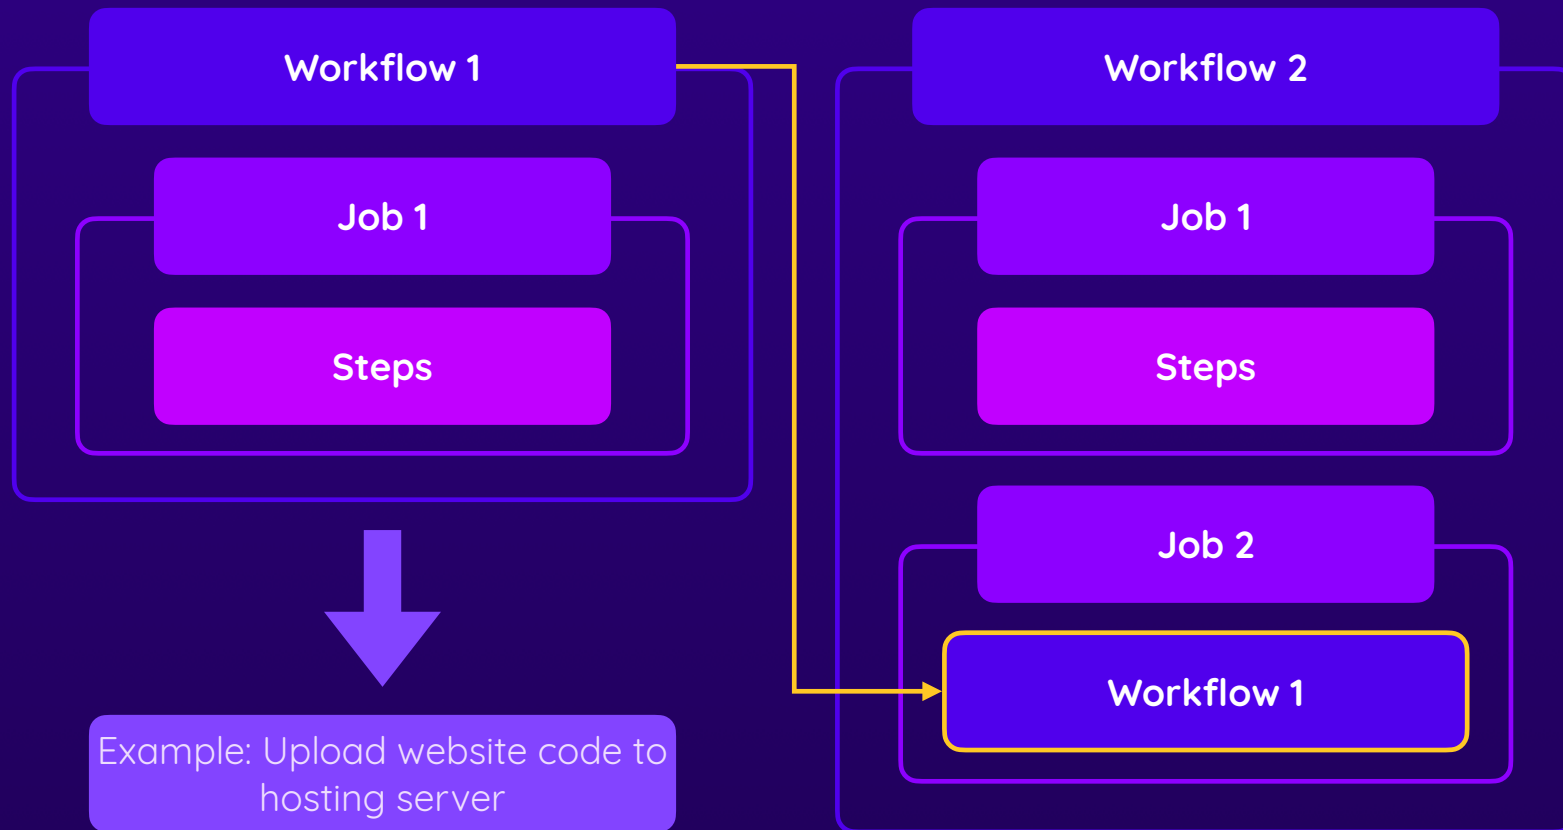 Workflow 1
Job 1
Steps
Example: Upload website code to
hosting server
Workflow 2
Job 1
Steps
Job 2
Workflow 1